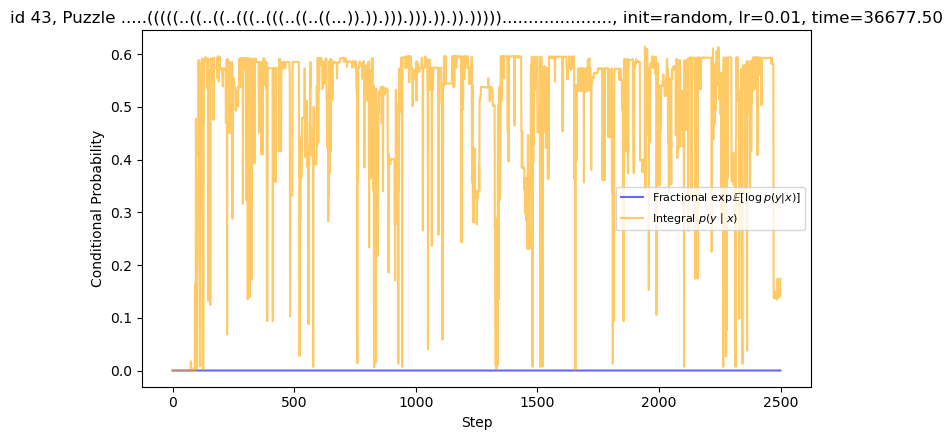 id 43, Puzzle .....(((((..((..((..(((..(((..((..((..((...)).)).))).))).)).)).)))))....................., init=random, lr=0.01, time=36677.50
0.6
0.5
0.4
0.3
0.2
0.1
0.0
Conditional Probability
Fractional exp 𝔼[log p(y|x)]
Integral p(y | x)
0
500
1000
1500
2000
2500
Step